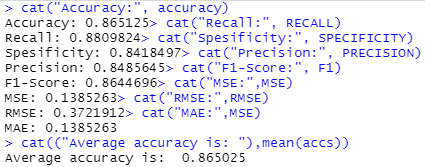 > cat("Accuracy:", accuracy)
Accuracy: 0.865125> cat("Recall:", RECALL)
Recall: 0.8809824> cat("Spesificity:", SPECIFICITY)
Spesificity: 0.8418497> cat("Precision:", PRECISION)
Precision: 0.8485645> cat("F1-Score:", F1)
F1-Score: 0.8644696> cat("MSE:",MSE)
MSE: 0.1385263> cat("RMSE:",RMSE)
RMSE: 0.3721912> cat("MAE:",MSE)
MAE: 0.1385263
> cat(("Average accuracy is: "),mean(accs))
Average accuracy is:  0.865025